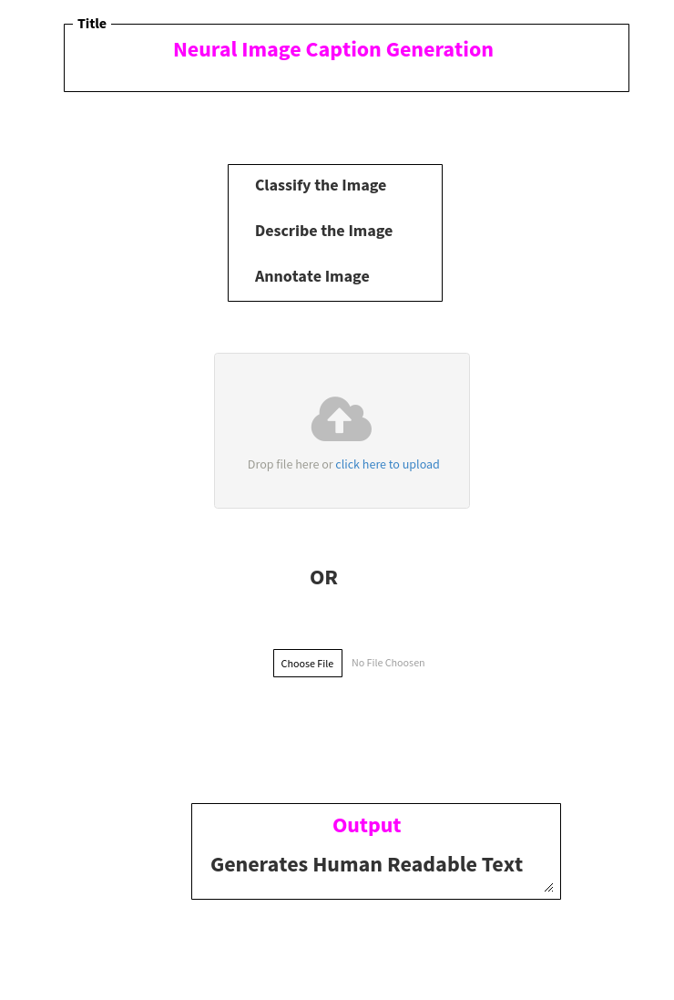 Title
Neural Image Caption Generation
Classify the Image
Describe the Image
Annotate Image
Drop file here or click here to upload
OR
Choose File No File Choosen
Output
Generates Human Readable Text